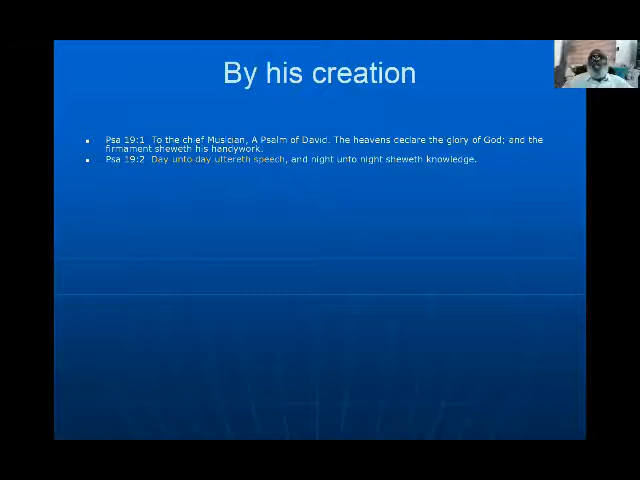 By his creation
Psa 19:1 To the chief Musician, A Psalm of David. The heavens declare the glory of God; and the
firmament sheweth his handywork.
Psa 19:2 Day unto day uttereth speech, and night unto night sheweth knowledge.